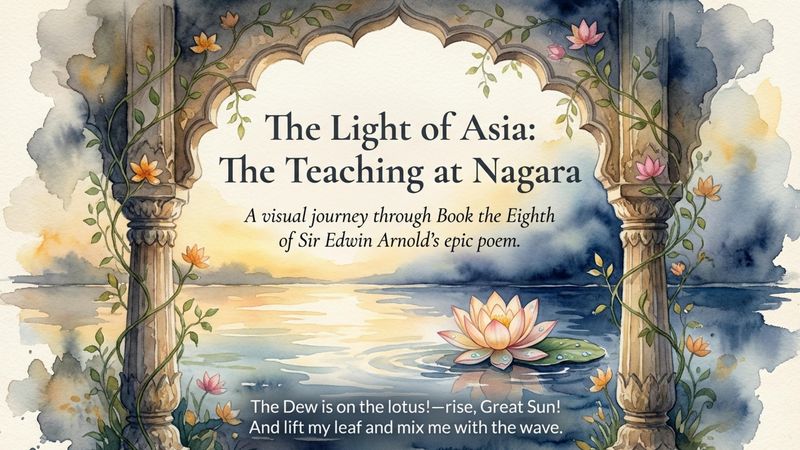 The Light of Asia:
The Teaching at Nagara
A visual journey through Book the Eighth
of Sir Edwin Arnold’s epic poem.
The Dew is on the lotus!—rise, Great Sun!
And lift my leaf and mix me with the wave.